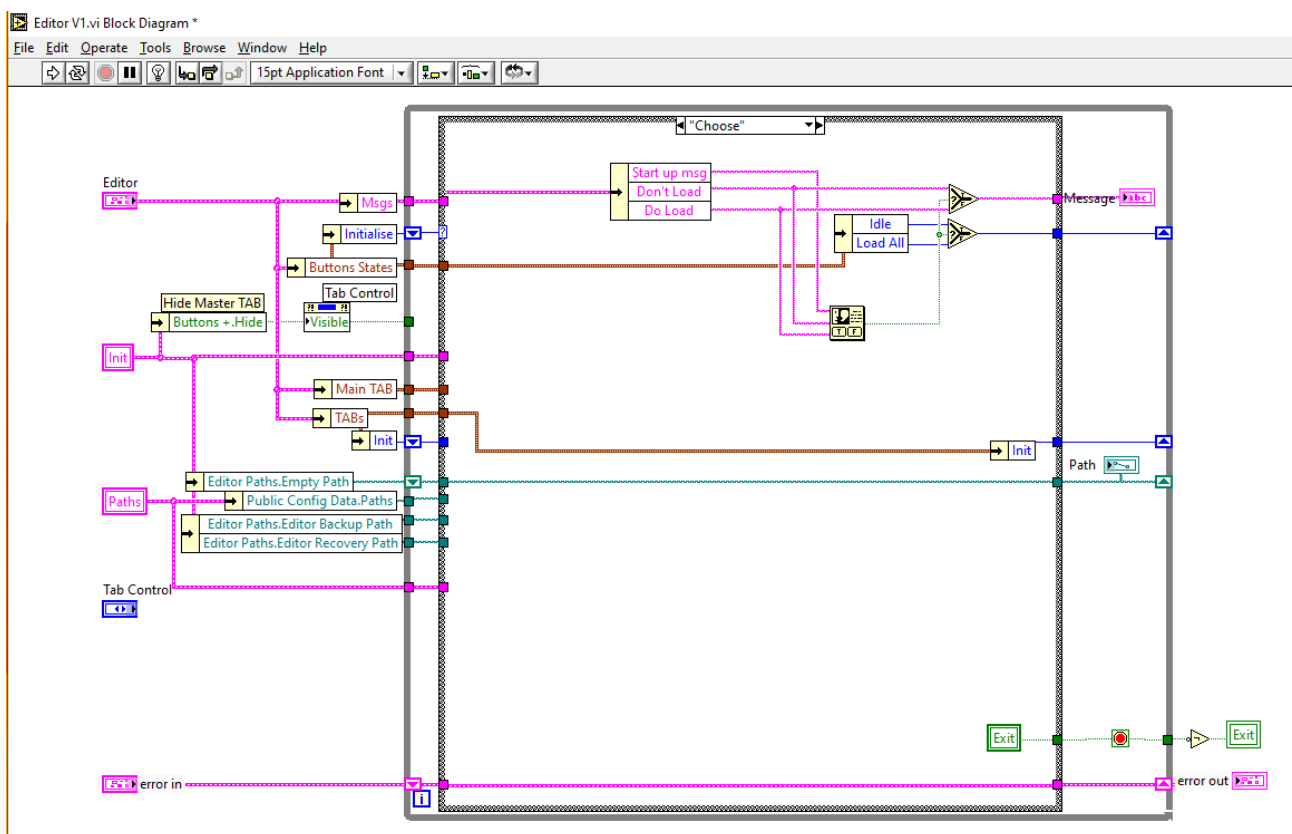 Editor V1.vi Block Diagram *
File Edit Operate Tools Browse Window Help
15pt Application Font
"Choose"
Editor
Msgs
Start up msg
Don't Load
Do Load
Message
abc
Initialise
?
Idle
Load All
Buttons States
Tab Control
Hide Master TAB
Buttons +.Hide
Visible
T F
Init
Main TAB
TABs
Init
Init
Path
Editor Paths.Empty Path
Paths
Public Config Data.Paths
Editor Paths.Editor Backup Path
Editor Paths.Editor Recovery Path
Tab Control
Exit
Exit
error in
i
error out